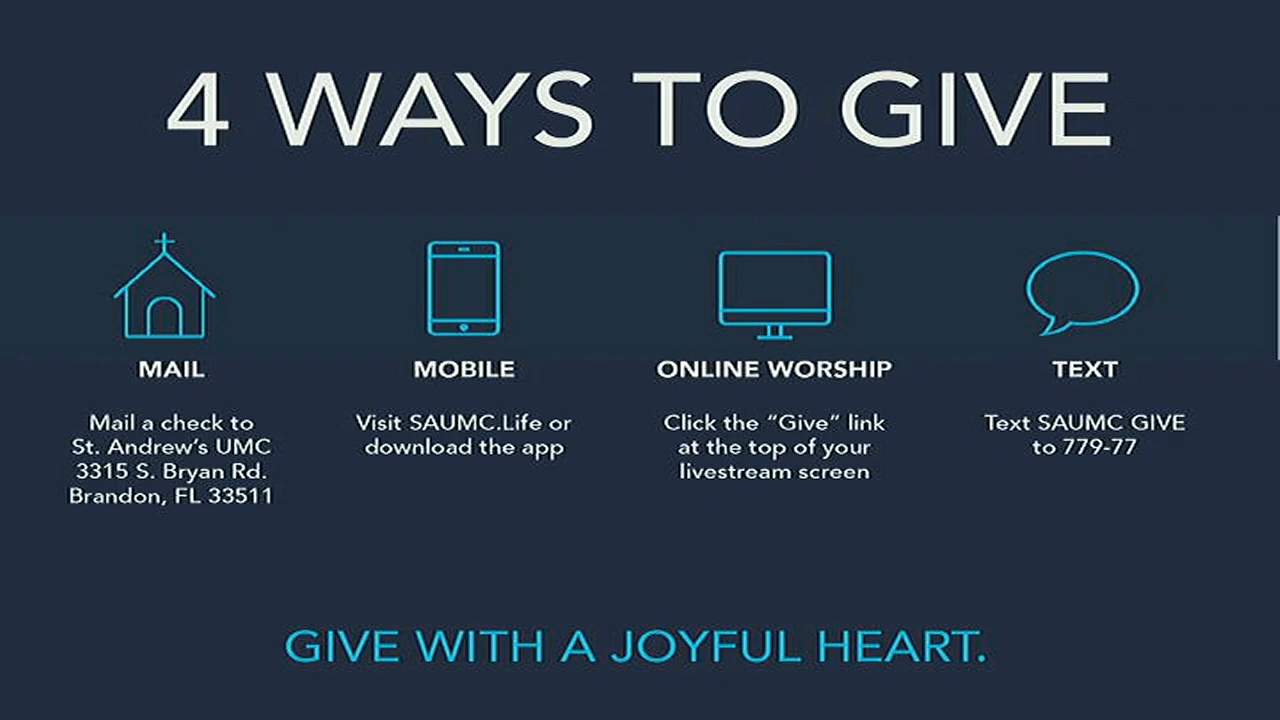 4 WAYS TO GIVE
MAIL
Mail a check to
St. Andrew's UMC
3315 S. Bryan Rd.
Brandon, FL 33511
MOBILE
Visit SAUMC.Life or
download the app
ONLINE WORSHIP
Click the “Give” link
at the top of your
livestream screen
TEXT
Text SAUMC GIVE
to 779-77
GIVE WITH A JOYFUL HEART.